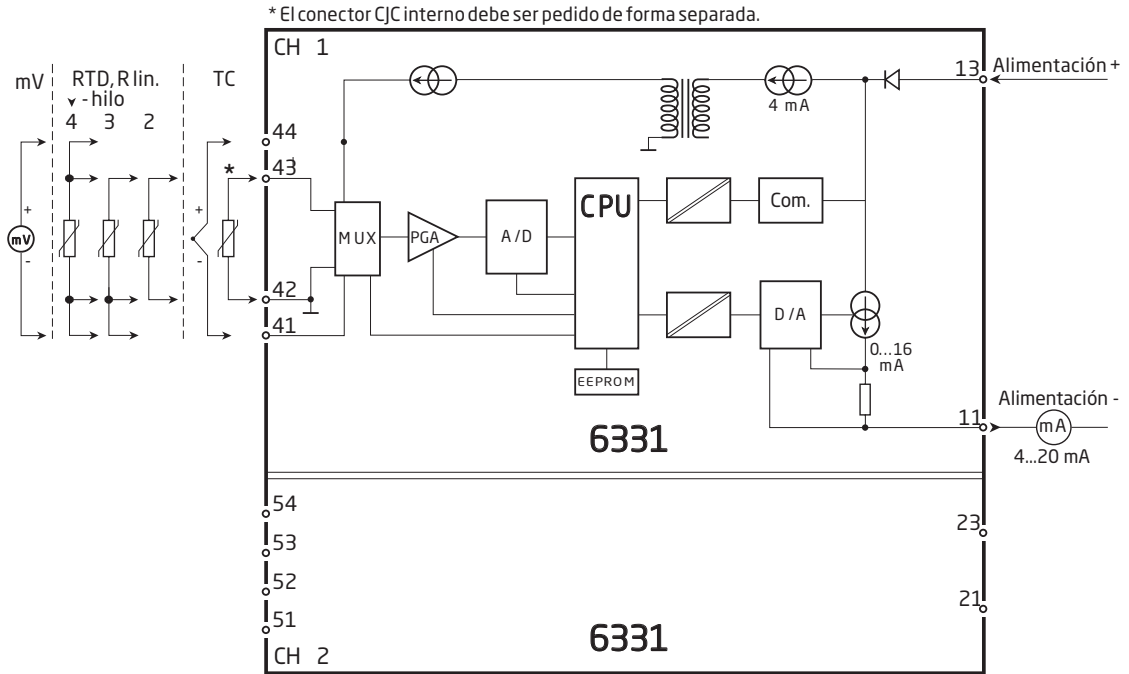 * El conector CJC interno debe ser pedido de forma separada.
CH 1
mV
RTD, R lin.
- hilo
4 3 2
TC
44
43
*
42
41
+
mV
-
+
-
MUX
PGA
A/D
CPU
EEPROM
Com.
D/A
4 mA
0...16
mA
13
Alimentación +
Alimentación -
11
mA
4...20 mA
6331
54
53
52
51
23
21
6331
CH 2